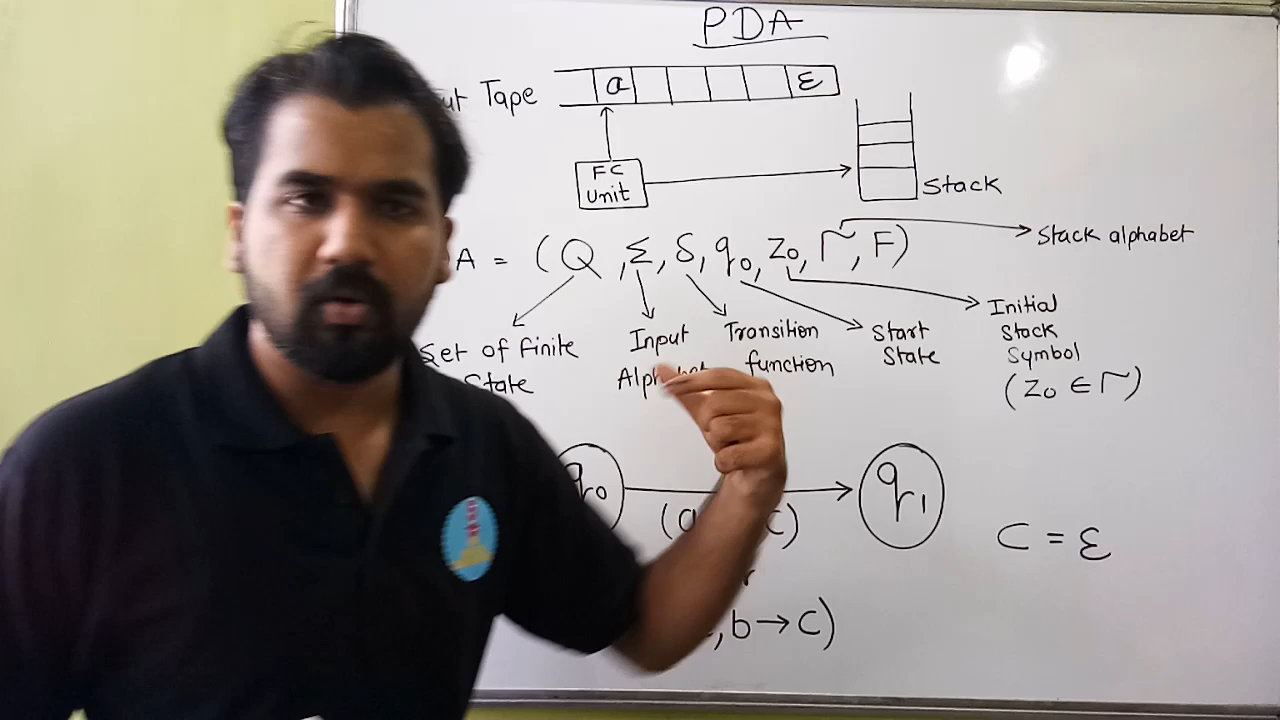 PDA
Tape
a ε
FC
Unit
Stack
A = (Q, Σ, δ, q0, z0, Γ, F)
Stack alphabet
Set of finite
State
Input
Transition
function
Start
State
Initial
Stack
Symbol
(z0 ∈ Γ)
q0
q1
C = ε
, b → C)